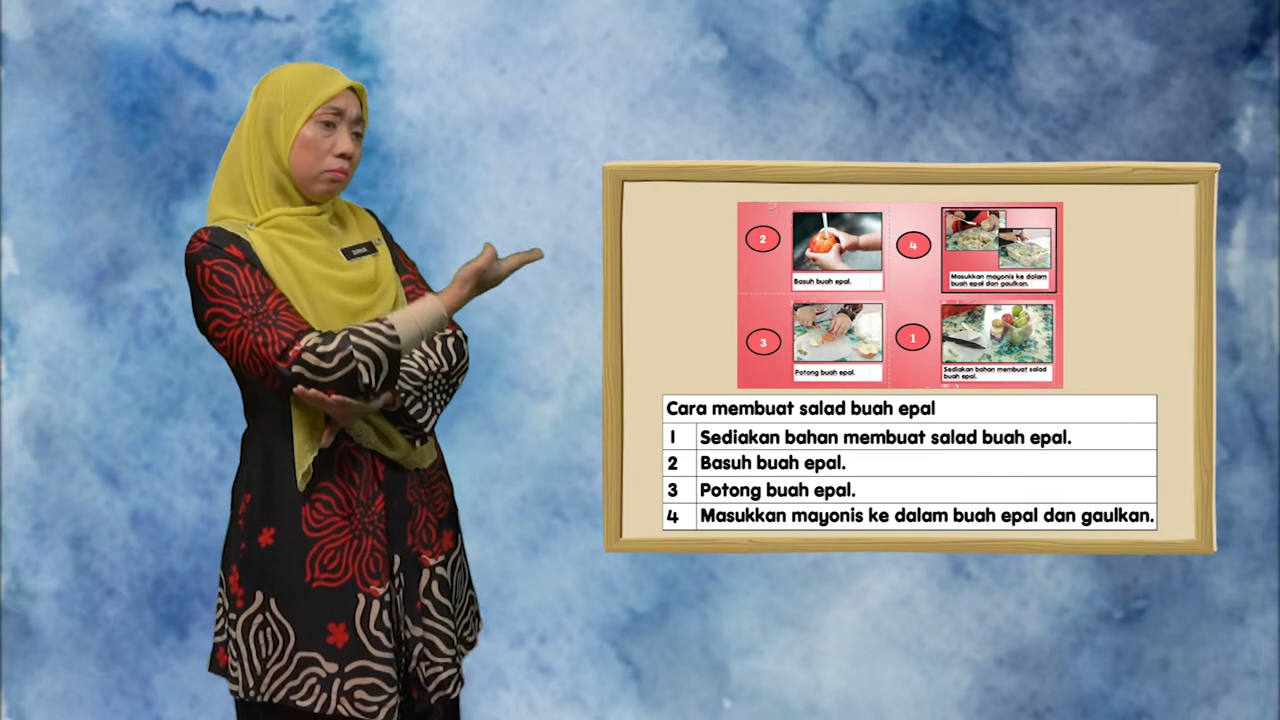 2
Basuh buah epal.
4
Masukkan mayonis ke dalam
buah epal dan gaulkan.
3
Potong buah epal.
1
Sediakan bahan membuat salad
buah epal.
Cara membuat salad buah epal
1 Sediakan bahan membuat salad buah epal.
2 Basuh buah epal.
3 Potong buah epal.
4 Masukkan mayonis ke dalam buah epal dan gaulkan.